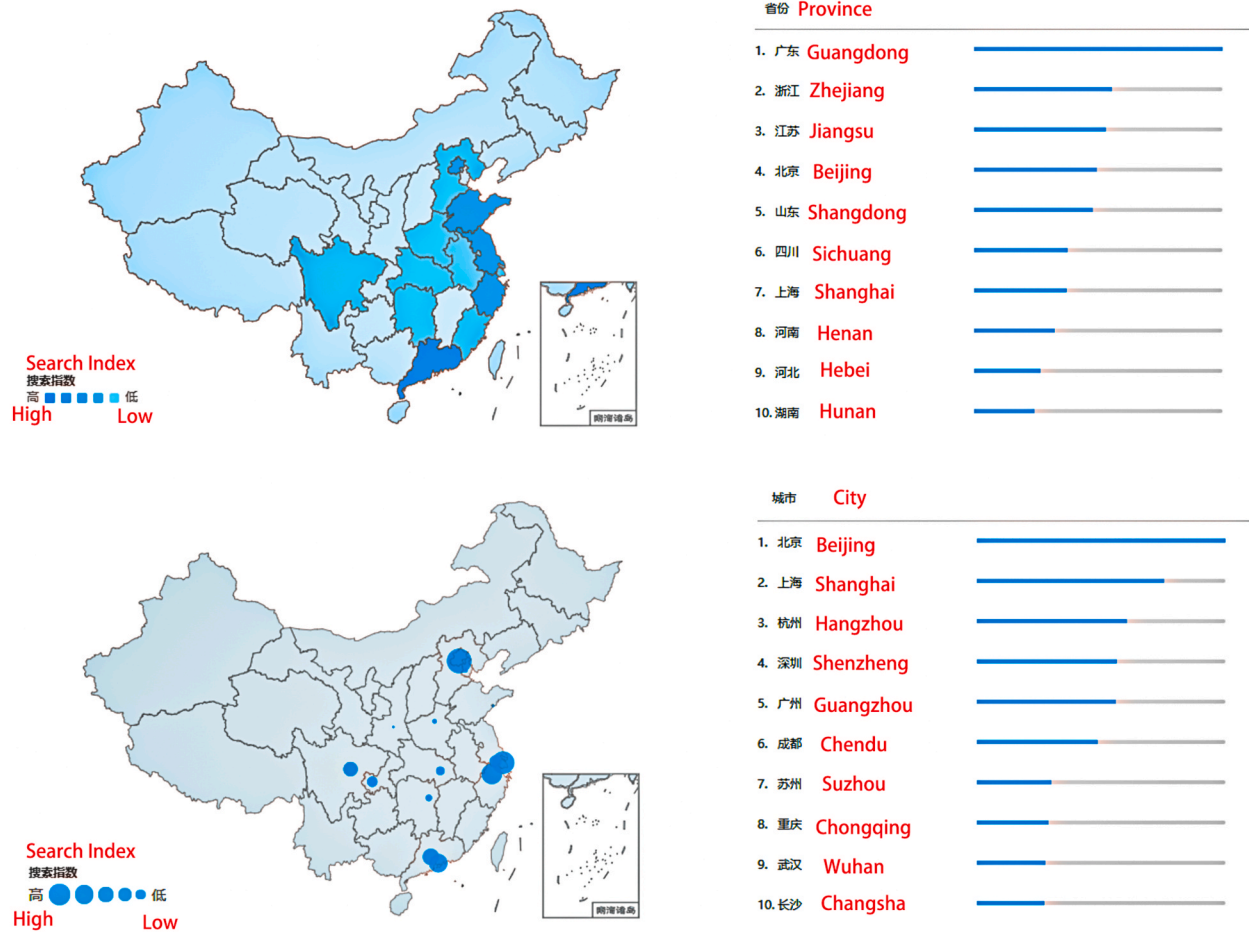 省份 Province
1. 广东 Guangdong
2. 浙江 Zhejiang
3. 江苏 Jiangsu
4. 北京 Beijing
5. 山东 Shangdong
6. 四川 Sichuang
7. 上海 Shanghai
8. 河南 Henan
9. 河北 Hebei
10. 湖南 Hunan
Search Index
搜索指数
高 低
High Low
南海诸岛
城市 City
1. 北京 Beijing
2. 上海 Shanghai
3. 杭州 Hangzhou
4. 深圳 Shenzheng
5. 广州 Guangzhou
6. 成都 Chendu
7. 苏州 Suzhou
8. 重庆 Chongqing
9. 武汉 Wuhan
10. 长沙 Changsha
Search Index
搜索指数
高 低
High Low
南海诸岛